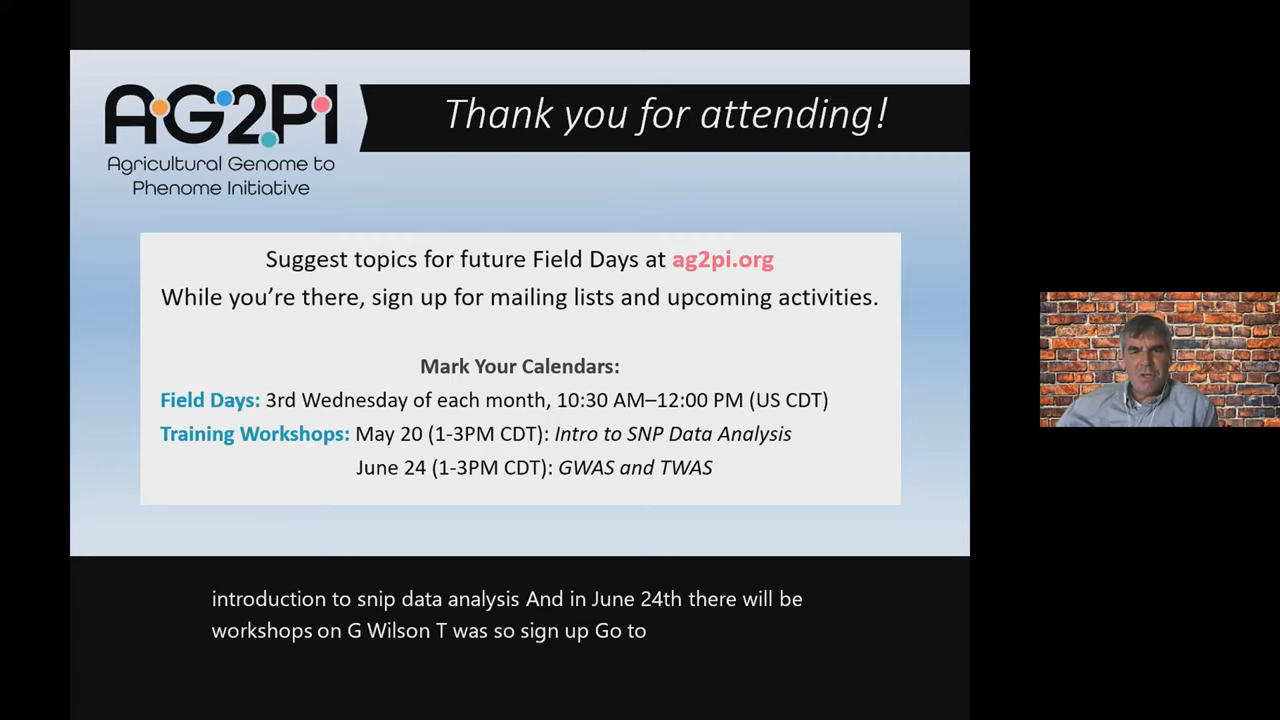 AG2PI
Agricultural Genome to
Phenome Initiative
Thank you for attending!
Suggest topics for future Field Days at ag2pi.org
While you’re there, sign up for mailing lists and upcoming activities.
Mark Your Calendars:
Field Days: 3rd Wednesday of each month, 10:30 AM–12:00 PM (US CDT)
Training Workshops: May 20 (1-3PM CDT): Intro to SNP Data Analysis
June 24 (1-3PM CDT): GWAS and TWAS
introduction to snip data analysis And in June 24th there will be
workshops on G Wilson T was so sign up Go to